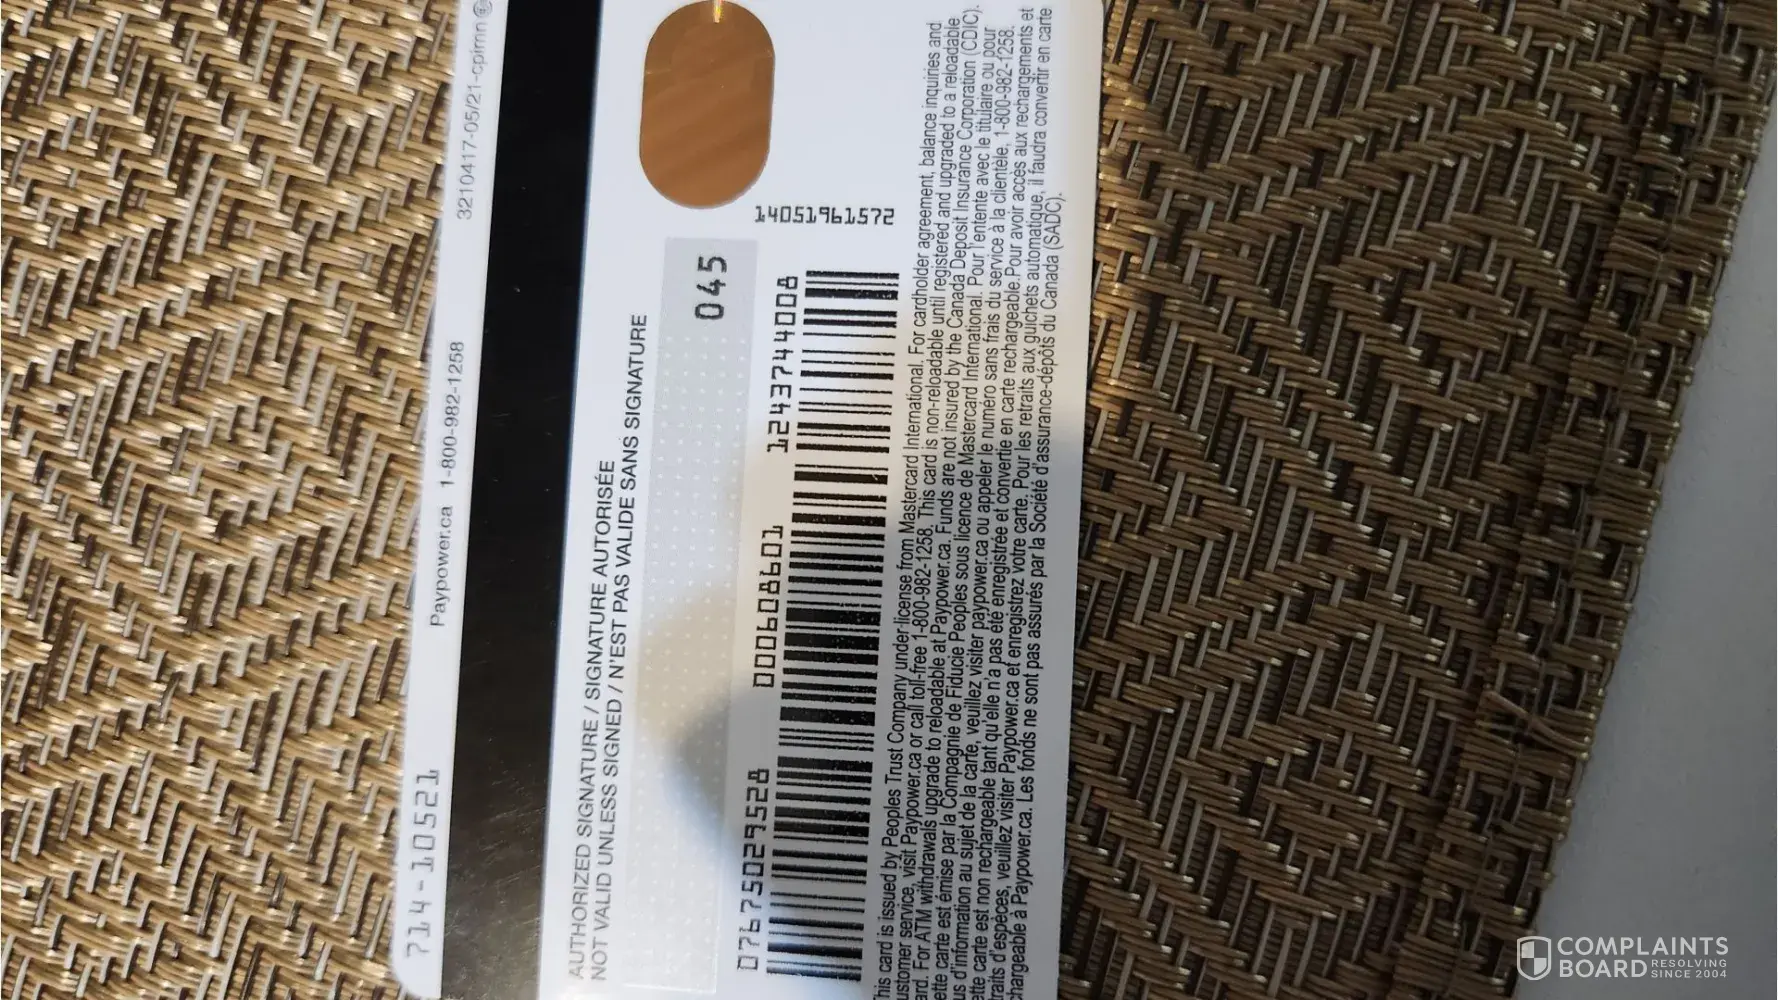 714-10521 Paypower.ca 1-800-982-1258 3210417-05/21-cpimn
AUTHORIZED SIGNATURE / SIGNATURE AUTORISÉE
NOT VALID UNLESS SIGNED / N'EST PAS VALIDE SANS SIGNATURE
045
14051961572
07675029528 00060608601 1243744008
his card is issued by Peoples Trust Company under-license from Mastercard International. For cardholder agreement, balance inquiries and
ustomer service, visit Paypower.ca or call toll-free 1-800-982-1258. This card is non-reloadable until registered and upgraded to a reloadable
ard. For ATM withdrawals upgrade to reloadable at Paypower.ca. Funds are not insured by the Canada Deposit Insurance Corporation (CDIC).
ette carte est émise par la Compagnie de Fiducie Peoples sous licence de Mastercard International. Pour l'entente avec le titulaire ou pour
us d'information au sujet de la carte, veuillez visiter paypower.ca ou appeler le numéro sans frais du service à la clientèle, 1-800-982-1258.
ette carte est non rechargeable tant qu'elle n'a pas été enregistrée et convertie en carte rechargeable.Pour avoir accès aux rechargements et
traits d'espèces, veuillez visiter Paypower.ca et enregistrez votre carte. Pour les retraits aux guichets automatique, il faudra convertir en carte
chargeable à Paypower.ca. Les fonds ne sont pas assurés par la Société d'assurance-dépôts du Canada (SADC).
COMPLAINTS
BOARD RESOLVING SINCE 2004